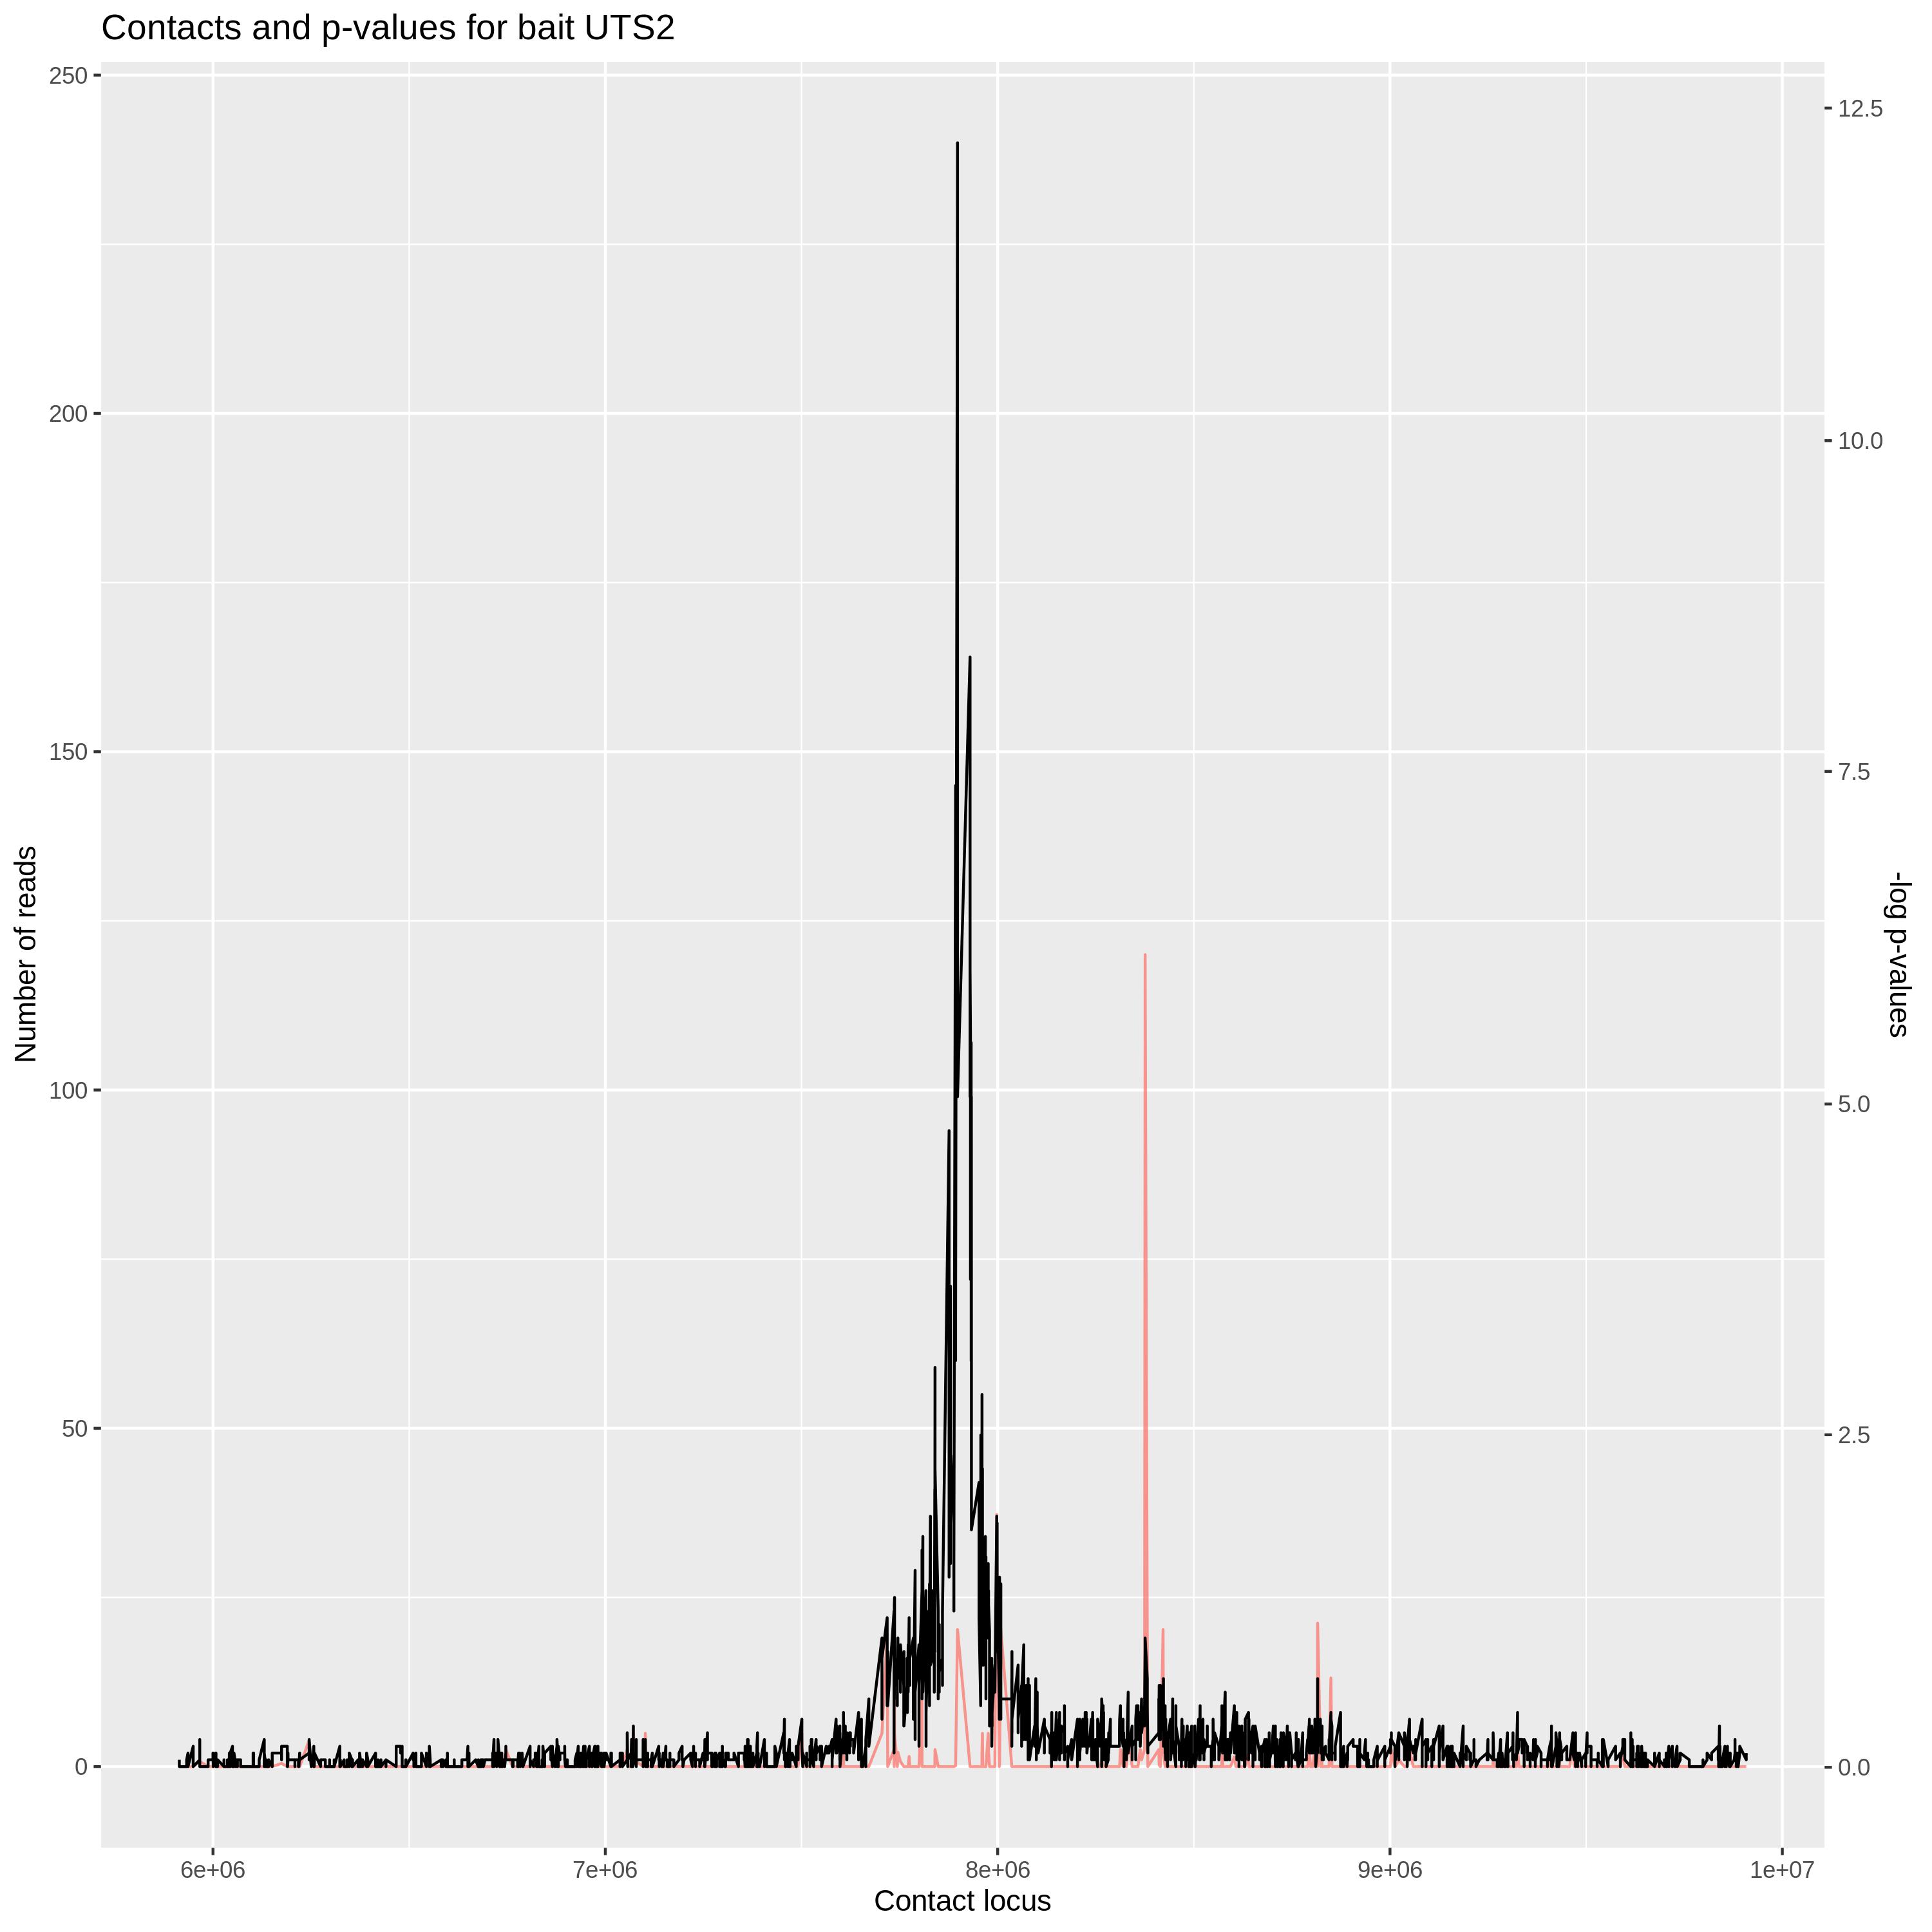 Contacts and p-values for bait UTS2
250
200
150
100
50
0
Number of reads
12.5
10.0
7.5
5.0
2.5
0.0
-log p-values
6e+06
7e+06
8e+06
9e+06
1e+07
Contact locus